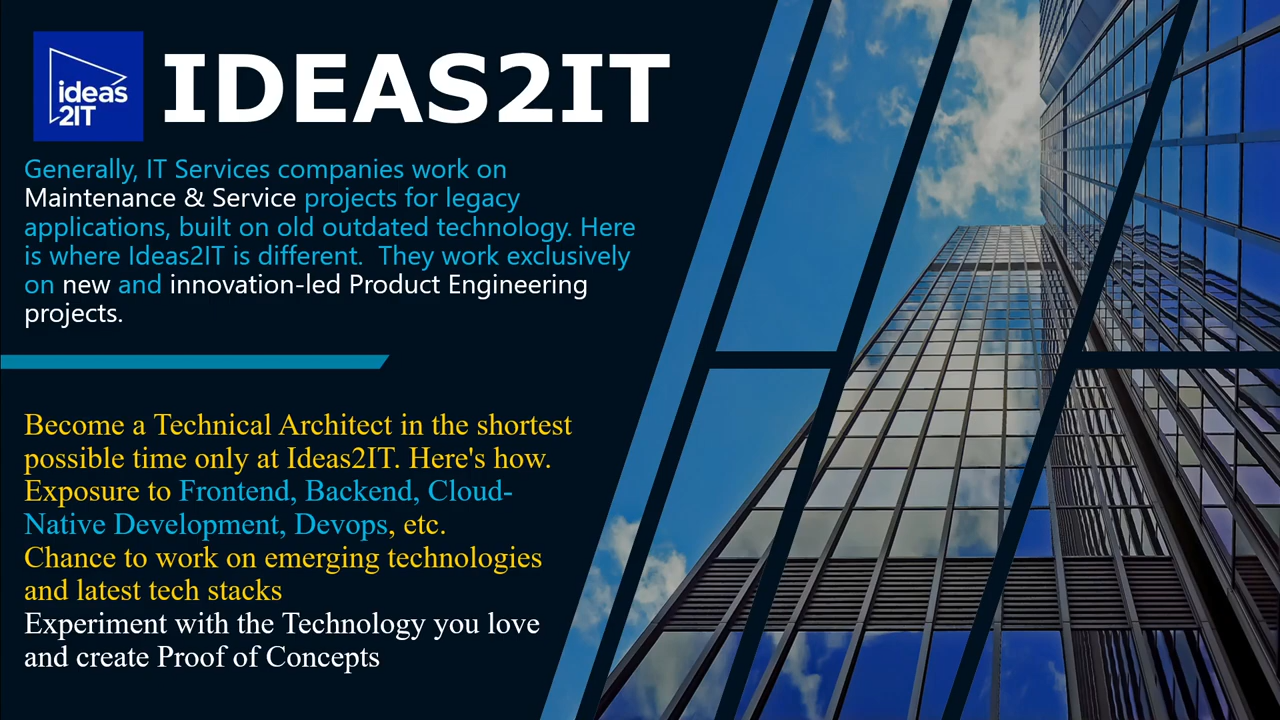 ideas
2IT
IDEAS2IT
Generally, IT Services companies work on
Maintenance & Service projects for legacy
applications, built on old outdated technology. Here
is where Ideas2IT is different.  They work exclusively
on new and innovation-led Product Engineering
projects.
Become a Technical Architect in the shortest
possible time only at Ideas2IT. Here's how.
Exposure to Frontend, Backend, Cloud-
Native Development, Devops, etc.
Chance to work on emerging technologies
and latest tech stacks
Experiment with the Technology you love
and create Proof of Concepts